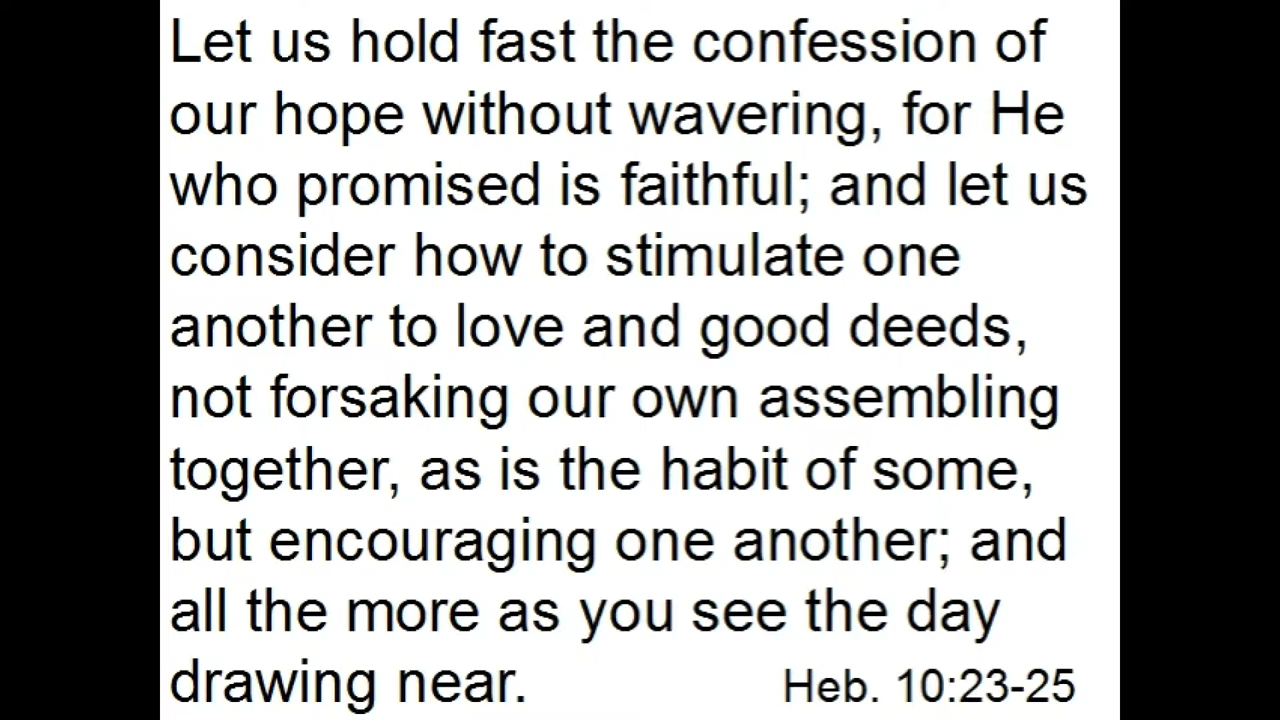 Let us hold fast the confession of
our hope without wavering, for He
who promised is faithful; and let us
consider how to stimulate one
another to love and good deeds,
not forsaking our own assembling
together, as is the habit of some,
but encouraging one another; and
all the more as you see the day
drawing near. Heb. 10:23-25